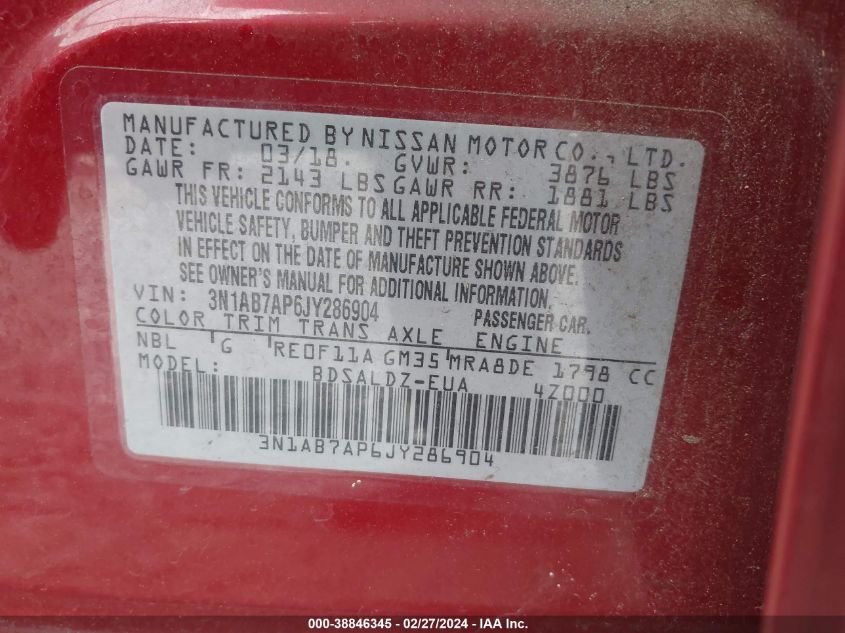 MANUFACTURED BY NISSAN MOTOR CO., LTD.
DATE: 03/18. GVWR: 3876 LBS
GAWR FR: 2143 LBS GAWR RR: 1881 LBS
THIS VEHICLE CONFORMS TO ALL APPLICABLE FEDERAL MOTOR
VEHICLE SAFETY, BUMPER AND THEFT PREVENTION STANDARDS
IN EFFECT ON THE DATE OF MANUFACTURE SHOWN ABOVE.
SEE OWNER'S MANUAL FOR ADDITIONAL INFORMATION.
VIN: 3N1AB7AP6JY286904 PASSENGER CAR.
COLOR TRIM TRANS AXLE ENGINE
NBL G RE0F11A GM35 MRA8DE 1798 CC
MODEL: BDSALDZ-EUA 4Z000
3N1AB7AP6JY286904
000-38846345 - 02/27/2024 - IAA Inc.